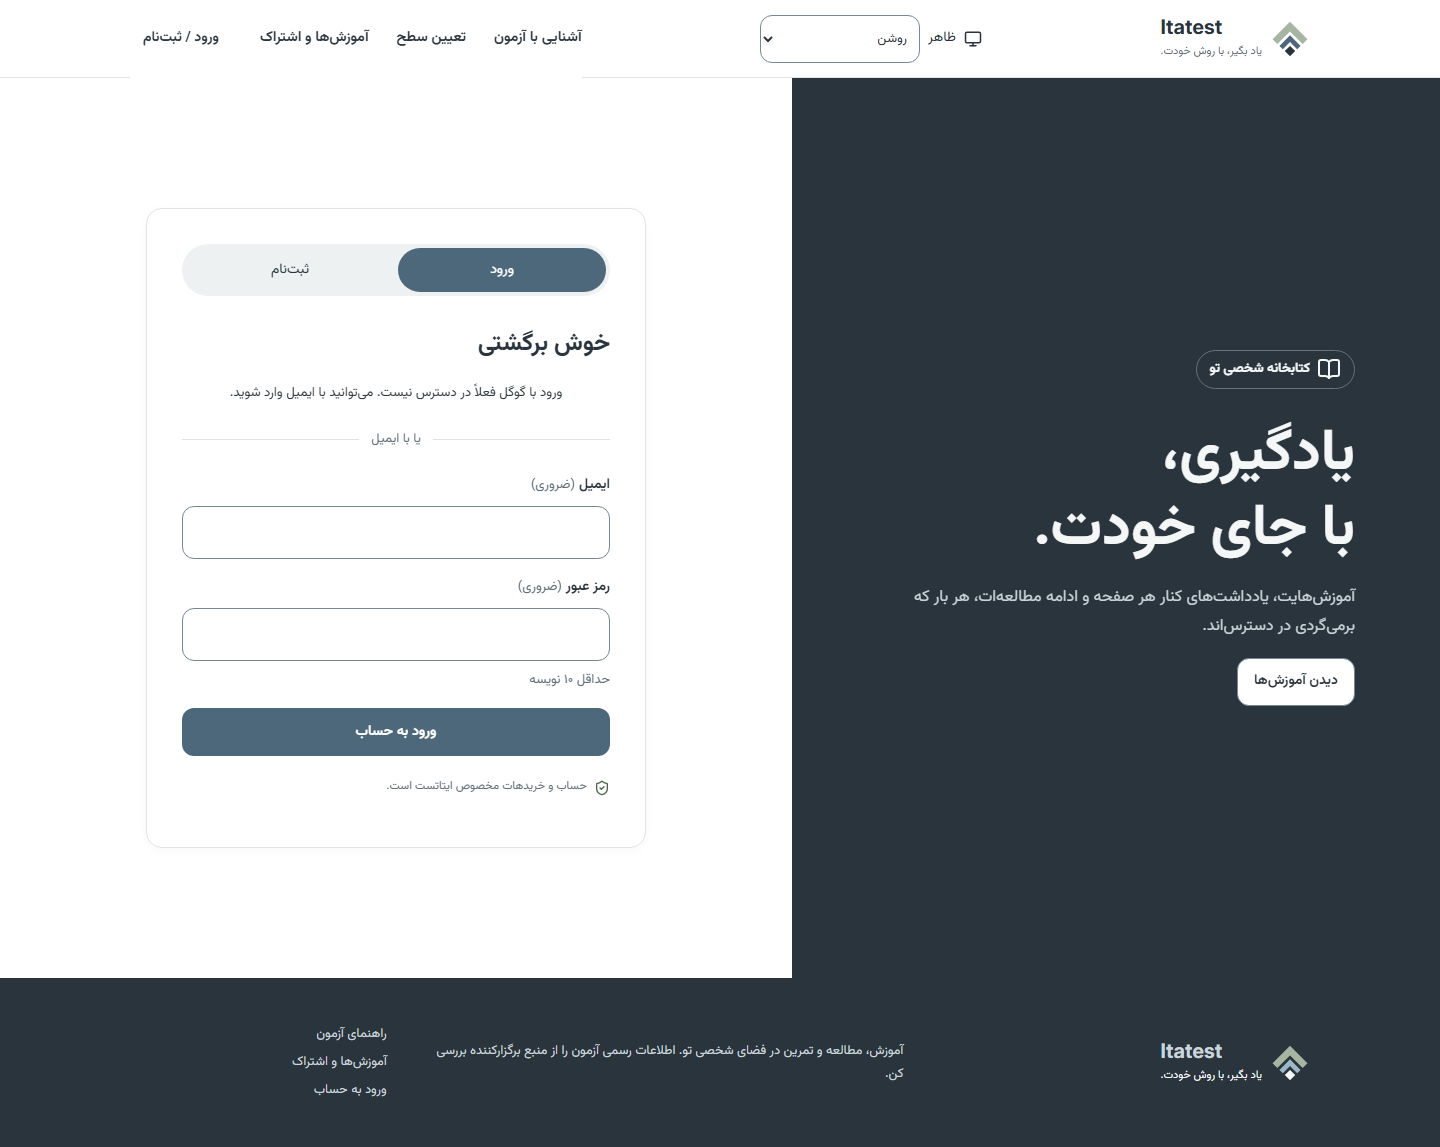 Itatest
یاد بگیر، با روش خودت.
ظاهر
روشن
آشنایی با آزمون
تعیین سطح
آموزش‌ها و اشتراک
ورود / ثبت‌نام
کتابخانه شخصی تو
یادگیری،
با جای خودت.
آموزش‌هایت، یادداشت‌های کنار هر صفحه و ادامه مطالعه‌ات، هر بار که
برمی‌گردی در دسترس‌اند.
دیدن آموزش‌ها
ورود
ثبت‌نام
خوش برگشتی
ورود با گوگل فعلاً در دسترس نیست. می‌توانید با ایمیل وارد شوید.
یا با ایمیل
ایمیل (ضروری)
رمز عبور (ضروری)
حداقل ۱۰ نویسه
ورود به حساب
حساب و خریدهات مخصوص ایتاتست است.
Itatest
یاد بگیر، با روش خودت.
آموزش، مطالعه و تمرین در فضای شخصی تو. اطلاعات رسمی آزمون را از منبع برگزارکننده بررسی
کن.
راهنمای آزمون
آموزش‌ها و اشتراک
ورود به حساب